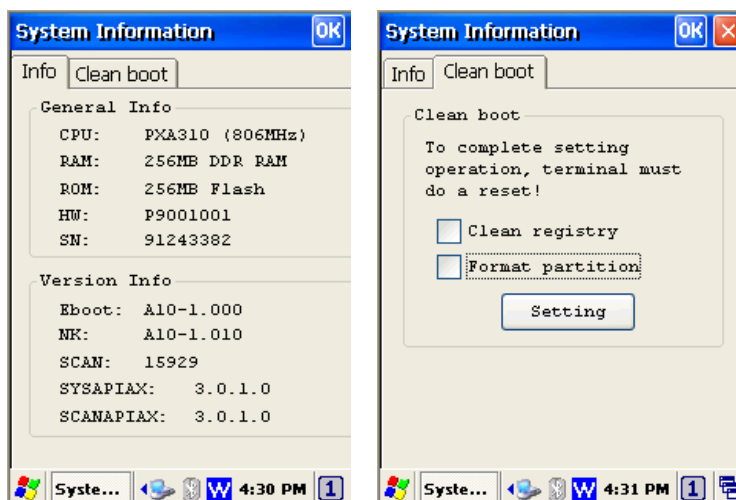 System Information OK
Info Clean boot
General Info
CPU: PXA310 (806MHz)
RAM: 256MB DDR RAM
ROM: 256MB Flash
HW: P9001001
SN: 91243382
Version Info
Eboot: A10-1.000
NK: A10-1.010
SCAN: 15929
SYSAPIAX: 3.0.1.0
SCANAPIAX: 3.0.1.0
Syste... W 4:30 PM 1
System Information OK
Info Clean boot
Clean boot
To complete setting
operation, terminal must
do a reset!
Clean registry
Format partition
Setting
Syste... W 4:31 PM 1